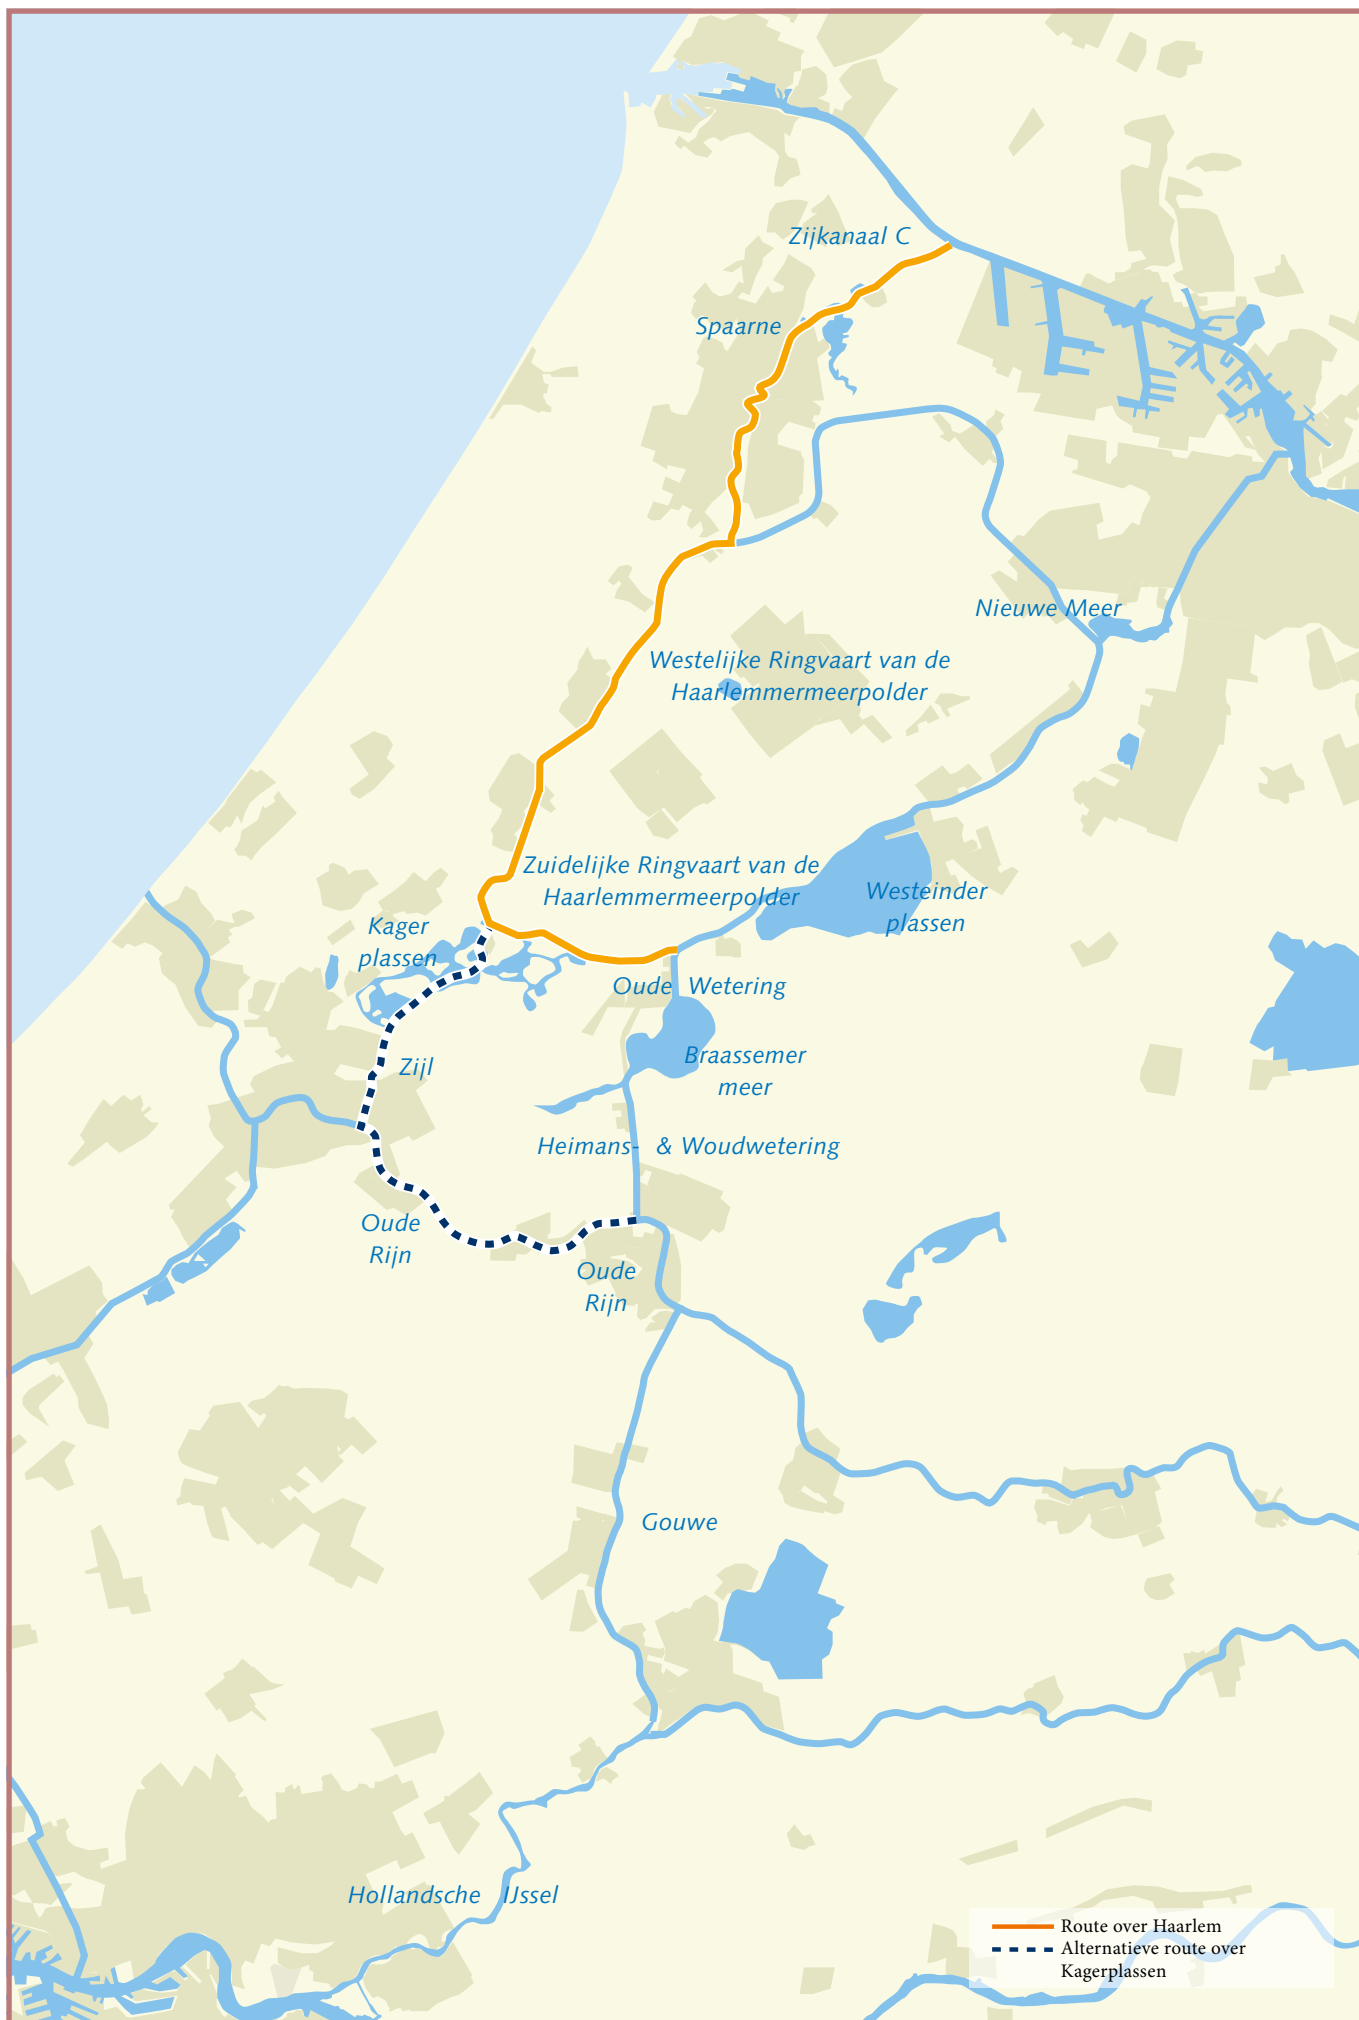 Zijkanaal C
Spaarne
Nieuwe Meer
Westelijke Ringvaart van de
Haarlemmermeerpolder
Zuidelijke Ringvaart van de
Haarlemmermeerpolder
Westeinder
plassen
Kager
plassen
Oude Wetering
Braassemer
meer
Zijl
Heimans- & Woudwetering
Oude
Rijn
Oude
Rijn
Gouwe
Hollandsche IJssel
Route over Haarlem
Alternatieve route over
Kagerplassen